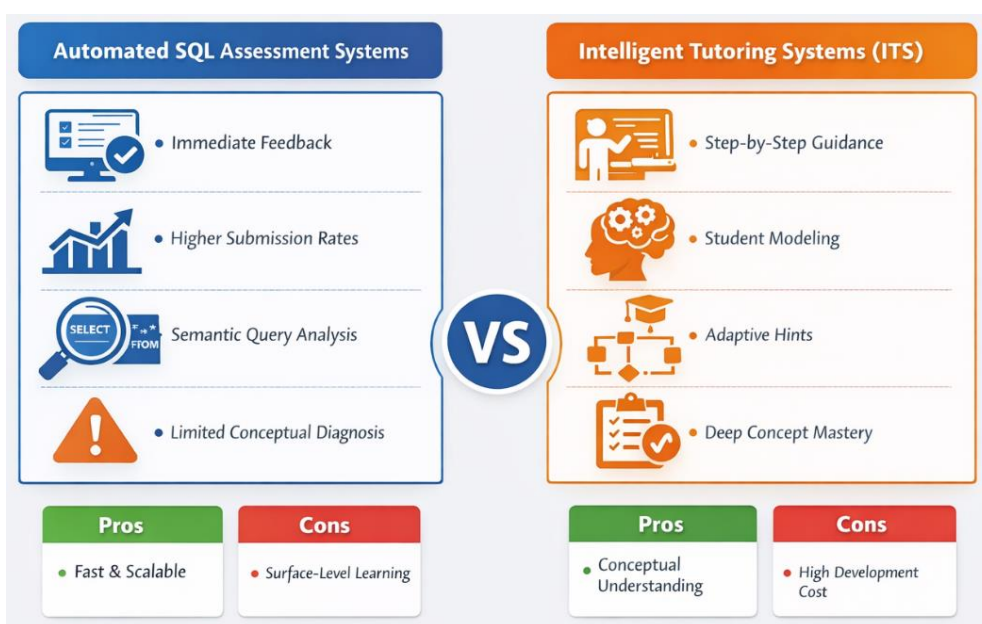 Automated SQL Assessment Systems
Immediate Feedback
Higher Submission Rates
SELECT
FTOM
Semantic Query Analysis
Limited Conceptual Diagnosis
Pros
Fast & Scalable
Cons
Surface-Level Learning
VS
Intelligent Tutoring Systems (ITS)
Step-by-Step Guidance
Student Modeling
Adaptive Hints
Deep Concept Mastery
Pros
Conceptual
Understanding
Cons
High Development
Cost